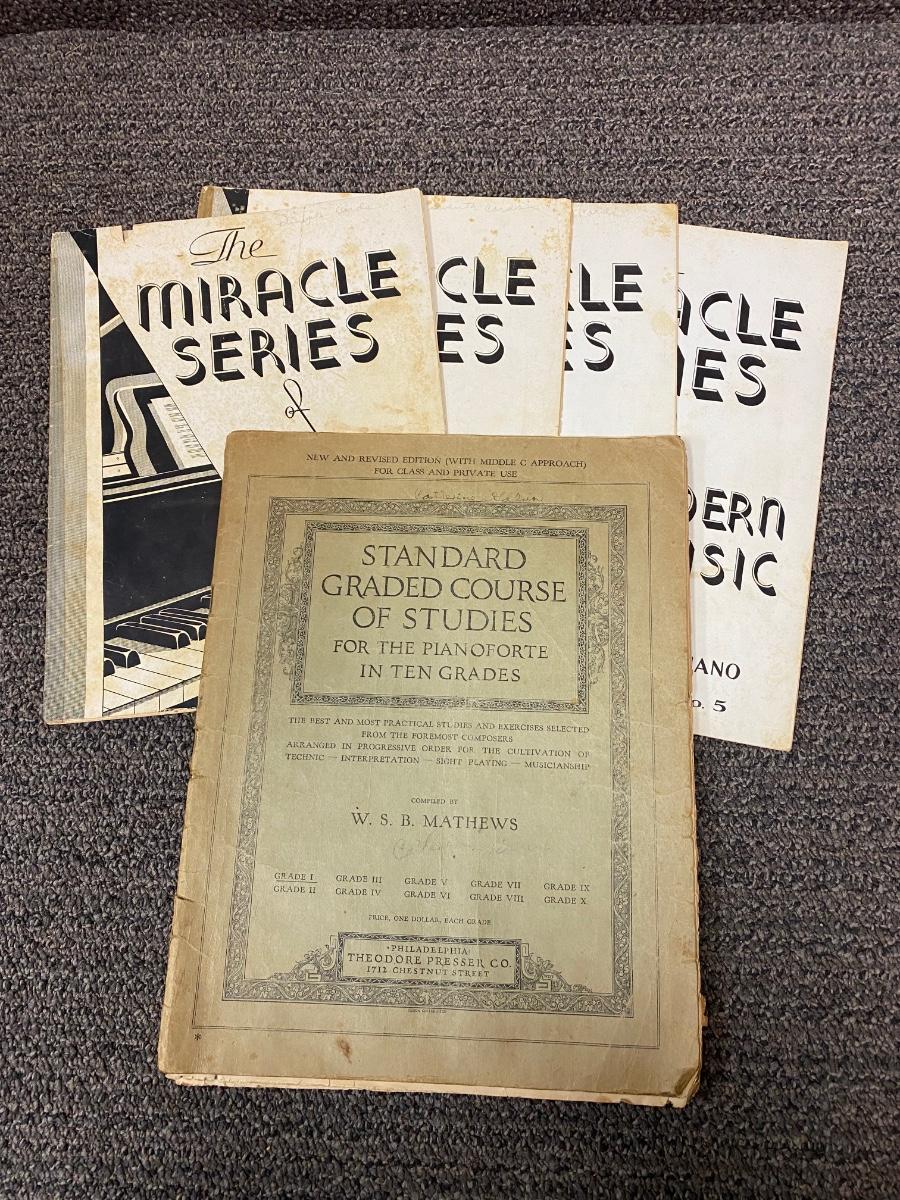 The
MIRACLE
SERIES
of
CLE
ES
CLE
ES
ACLE
IES
DERN
SIC
ANO
o. 5
NEW AND REVISED EDITION (WITH MIDDLE C APPROACH)
FOR CLASS AND PRIVATE USE
STANDARD
GRADED COURSE
OF STUDIES
FOR THE PIANOFORTE
IN TEN GRADES
THE BEST AND MOST PRACTICAL STUDIES AND EXERCISES SELECTED
FROM THE FOREMOST COMPOSERS
ARRANGED IN PROGRESSIVE ORDER FOR THE CULTIVATION OF
TECHNIC — INTERPRETATION — SIGHT PLAYING — MUSICIANSHIP
COMPILED BY
W. S. B. MATHEWS
GRADE I GRADE III GRADE V GRADE VII GRADE IX
GRADE II GRADE IV GRADE VI GRADE VIII GRADE X
PRICE, ONE DOLLAR, EACH GRADE
PHILADELPHIA
THEODORE PRESSER CO.
1712 CHESTNUT STREET
*